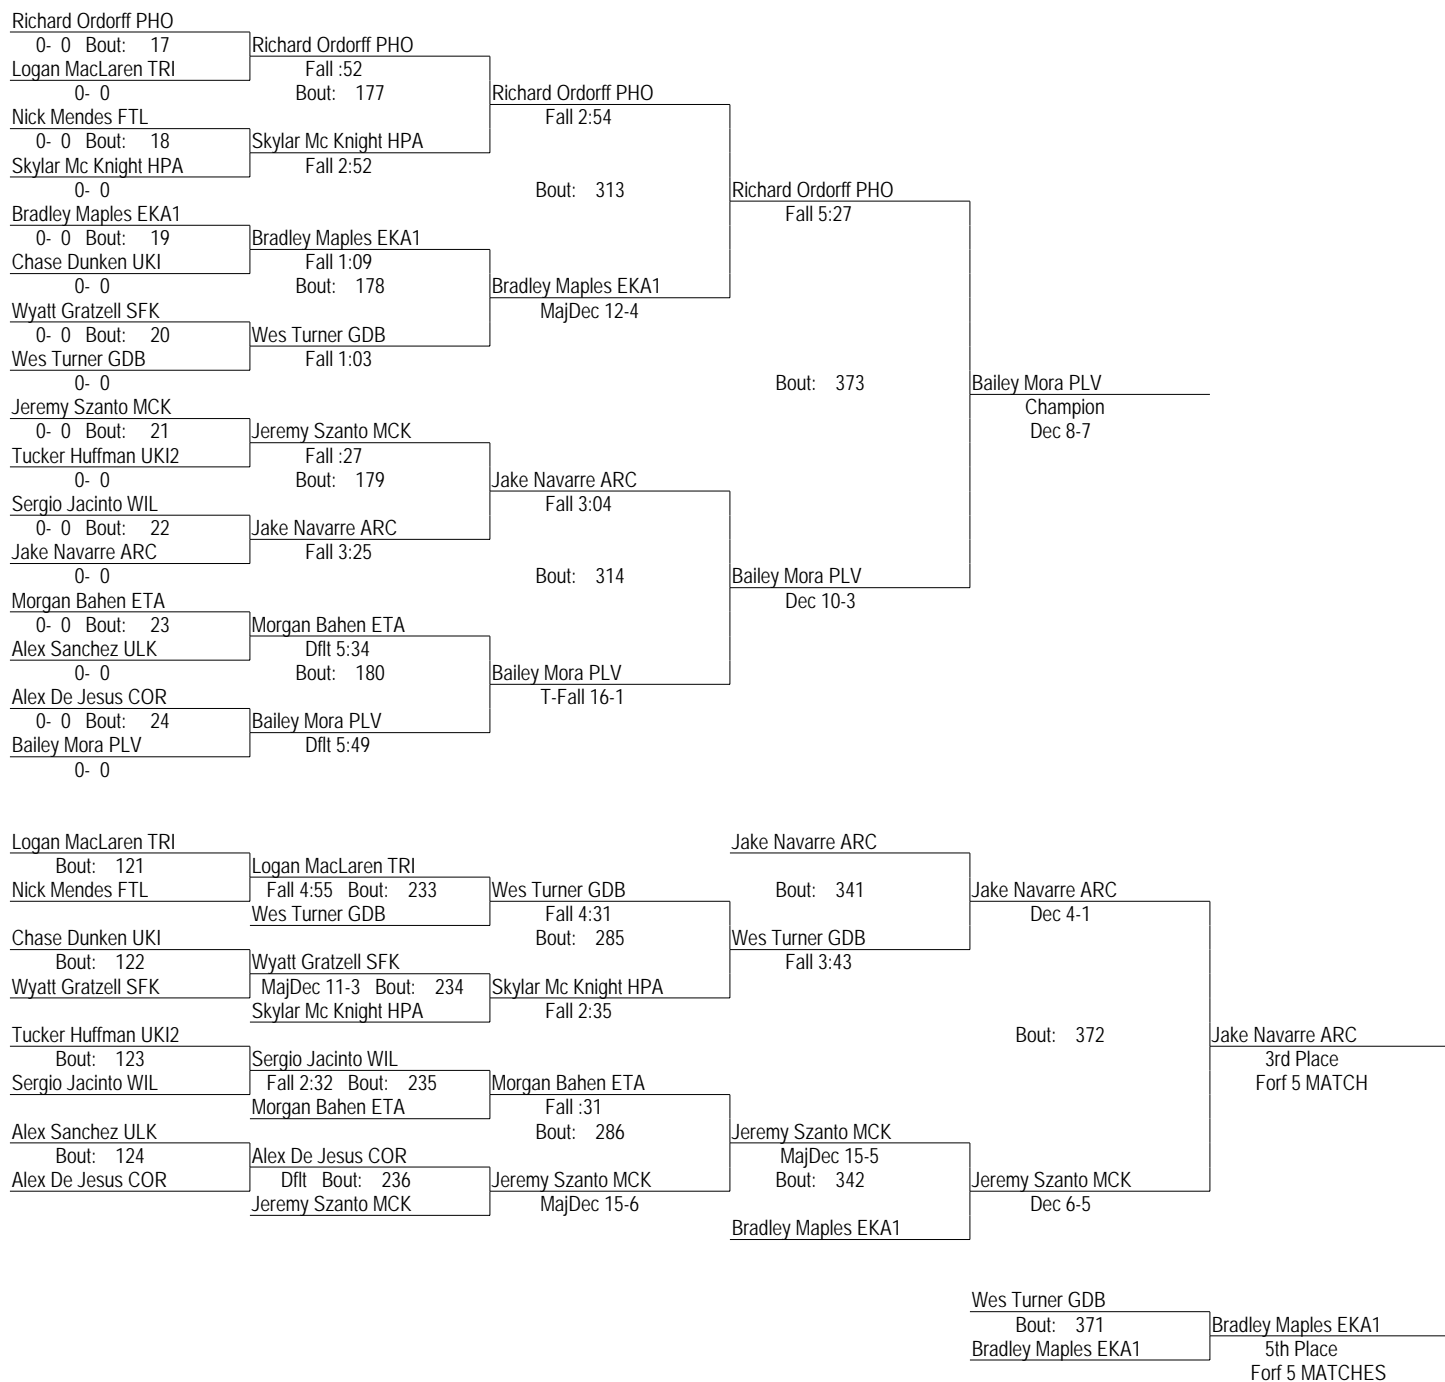 Richard Ordorff PHO
0- 0 Bout: 17
Richard Ordorff PHO
Logan MacLaren TRI
Fall :52
0- 0
Bout: 177
Richard Ordorff PHO
Nick Mendes FTL
Fall 2:54
0- 0 Bout: 18
Skylar Mc Knight HPA
Skylar Mc Knight HPA
Fall 2:52
0- 0
Bout: 313
Richard Ordorff PHO
Bradley Maples EKA1
Fall 5:27
0- 0 Bout: 19
Bradley Maples EKA1
Chase Dunken UKI
Fall 1:09
0- 0
Bout: 178
Bradley Maples EKA1
Wyatt Gratzell SFK
MajDec 12-4
0- 0 Bout: 20
Wes Turner GDB
Wes Turner GDB
Fall 1:03
0- 0
Bout: 373
Bailey Mora PLV
Jeremy Szanto MCK
Champion
0- 0 Bout: 21
Jeremy Szanto MCK
Dec 8-7
Tucker Huffman UKI2
Fall :27
0- 0
Bout: 179
Jake Navarre ARC
Sergio Jacinto WIL
Fall 3:04
0- 0 Bout: 22
Jake Navarre ARC
Jake Navarre ARC
Fall 3:25
0- 0
Bout: 314
Bailey Mora PLV
Morgan Bahen ETA
Dec 10-3
0- 0 Bout: 23
Morgan Bahen ETA
Alex Sanchez ULK
Dflt 5:34
0- 0
Bout: 180
Bailey Mora PLV
Alex De Jesus COR
T-Fall 16-1
0- 0 Bout: 24
Bailey Mora PLV
Bailey Mora PLV
Dflt 5:49
0- 0
Logan MacLaren TRI
Jake Navarre ARC
Bout: 121
Logan MacLaren TRI
Nick Mendes FTL
Fall 4:55 Bout: 233
Wes Turner GDB
Bout: 341
Jake Navarre ARC
Wes Turner GDB
Fall 4:31
Dec 4-1
Chase Dunken UKI
Bout: 285
Wes Turner GDB
Bout: 122
Wyatt Gratzell SFK
Fall 3:43
Wyatt Gratzell SFK
MajDec 11-3 Bout: 234
Skylar Mc Knight HPA
Skylar Mc Knight HPA
Fall 2:35
Tucker Huffman UKI2
Bout: 372
Jake Navarre ARC
Bout: 123
Sergio Jacinto WIL
3rd Place
Sergio Jacinto WIL
Fall 2:32 Bout: 235
Morgan Bahen ETA
Forf 5 MATCH
Morgan Bahen ETA
Fall :31
Alex Sanchez ULK
Bout: 286
Jeremy Szanto MCK
Bout: 124
Alex De Jesus COR
MajDec 15-5
Alex De Jesus COR
Dflt Bout: 236
Jeremy Szanto MCK
Bout: 342
Jeremy Szanto MCK
Jeremy Szanto MCK
MajDec 15-6
Dec 6-5
Bradley Maples EKA1
Wes Turner GDB
Bout: 371
Bradley Maples EKA1
Bradley Maples EKA1
5th Place
Forf 5 MATCHES